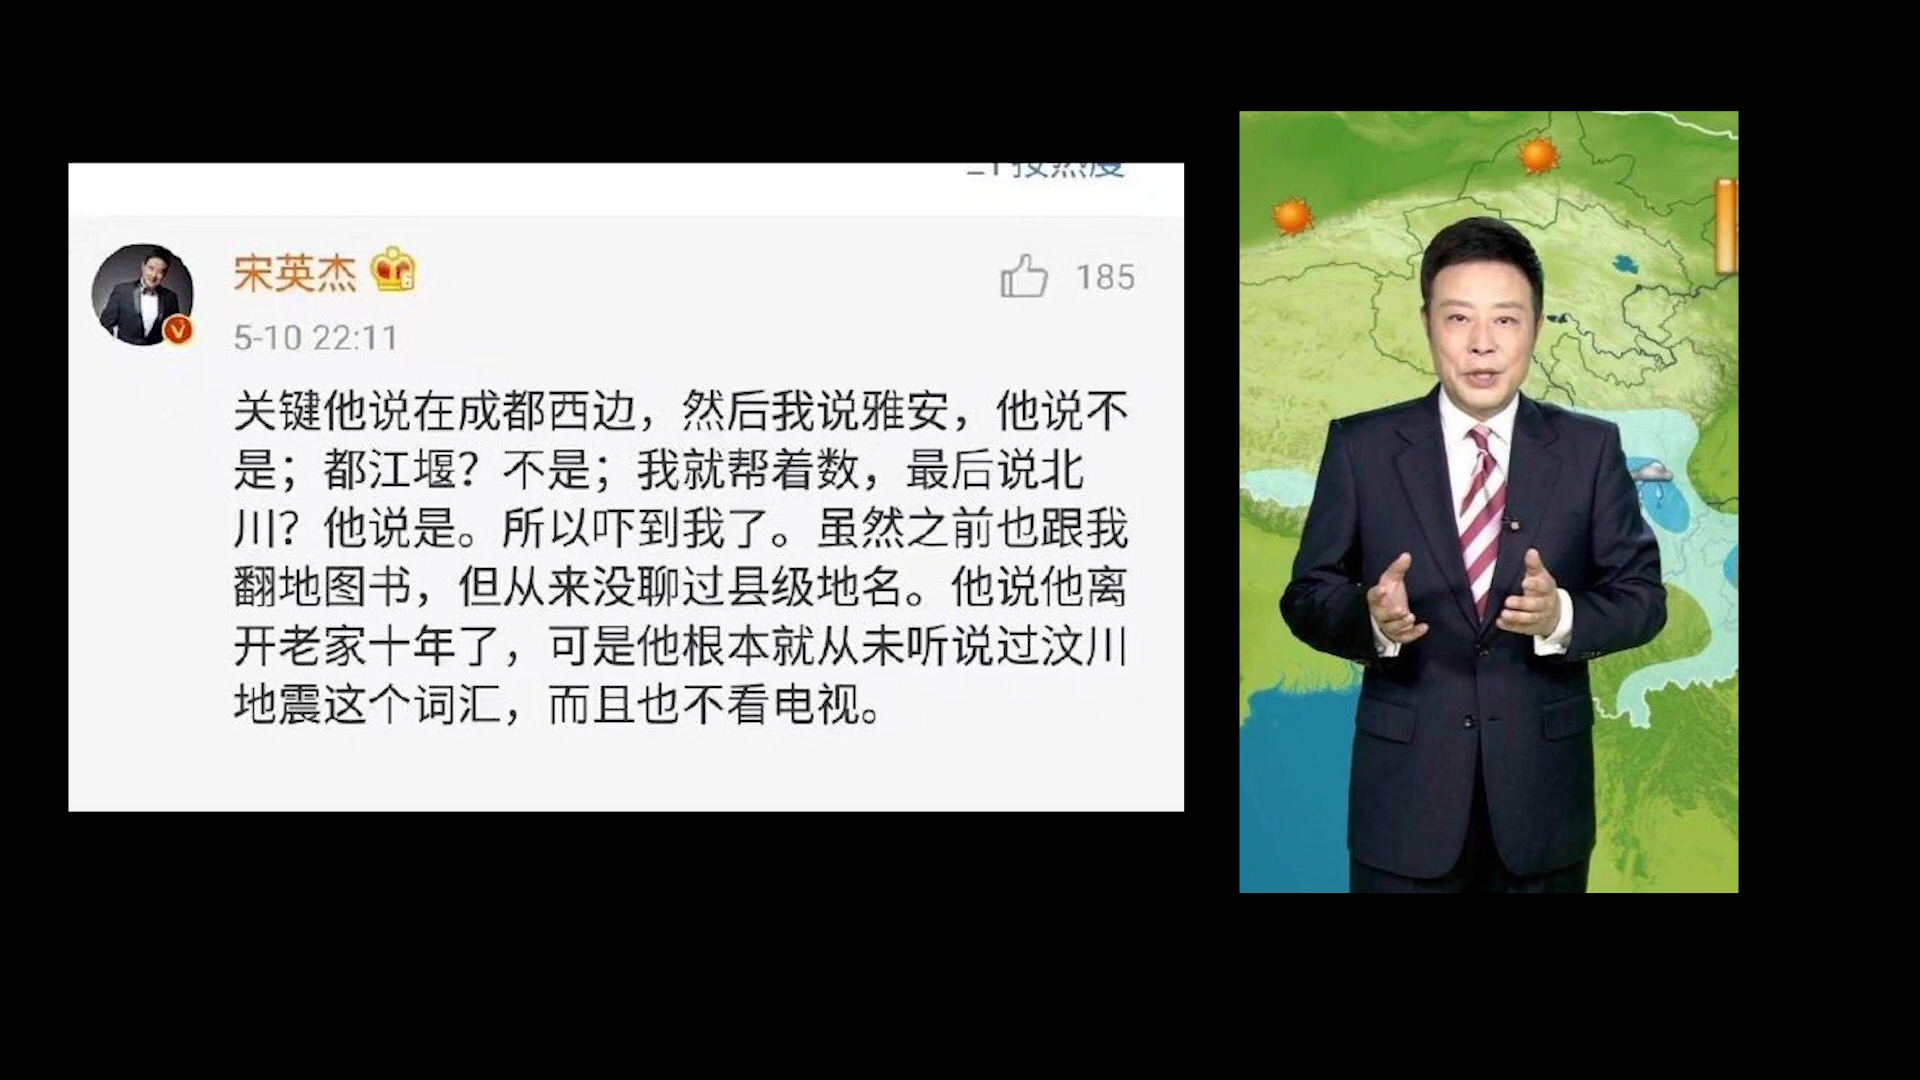 宋英杰
185
5-10 22:11
关键他说在成都西边，然后我说雅安，他说不
是；都江堰？不是；我就帮着数，最后说北
川？他说是。所以吓到我了。虽然之前也跟我
翻地图书，但从来没聊过县级地名。他说他离
开老家十年了，可是他根本就从未听说过汶川
地震这个词汇，而且也不看电视。